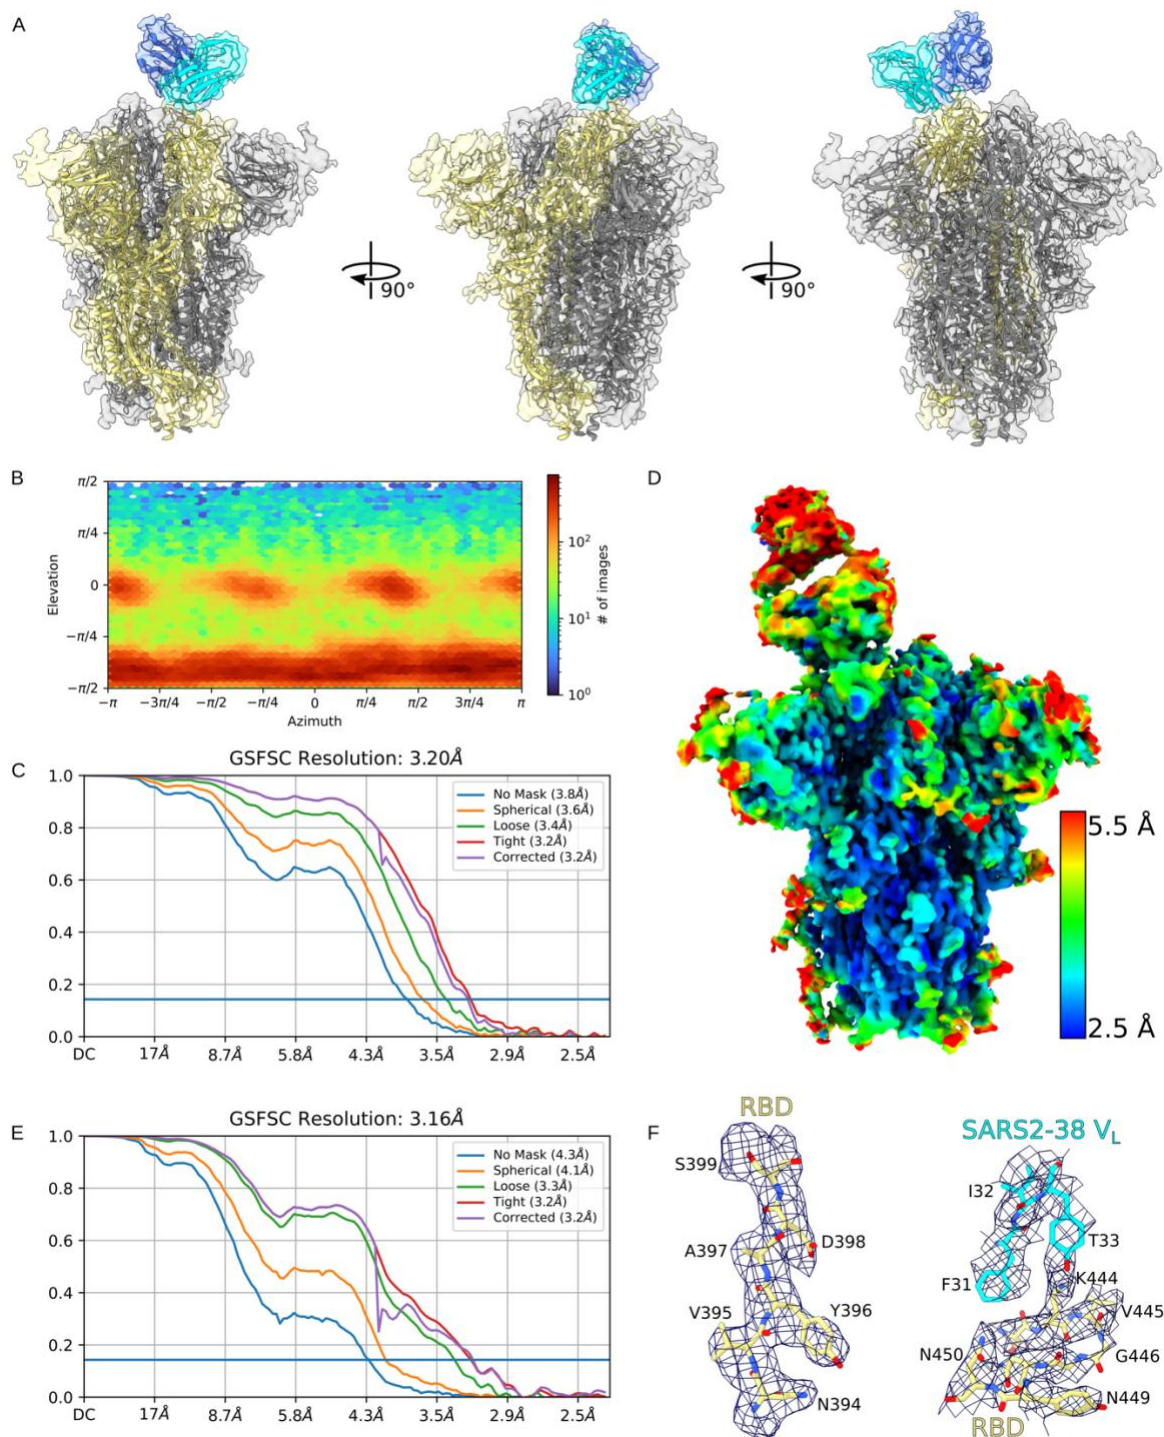 A
90°
90°
B
π/2
π/4
0
−π/4
−π/2
Elevation
−π
−3π/4
−π/2
−π/4
0
π/4
π/2
3π/4
π
Azimuth
10²
10¹
10⁰
# of images
C
GSFSC Resolution: 3.20Å
1.0
0.8
0.6
0.4
0.2
0.0
No Mask (3.8Å)
Spherical (3.6Å)
Loose (3.4Å)
Tight (3.2Å)
Corrected (3.2Å)
DC
17Å
8.7Å
5.8Å
4.3Å
3.5Å
2.9Å
2.5Å
D
5.5 Å
2.5 Å
E
GSFSC Resolution: 3.16Å
1.0
0.8
0.6
0.4
0.2
0.0
No Mask (4.3Å)
Spherical (4.1Å)
Loose (3.3Å)
Tight (3.2Å)
Corrected (3.2Å)
DC
17Å
8.7Å
5.8Å
4.3Å
3.5Å
2.9Å
2.5Å
F
RBD
S399
A397
D398
V395
Y396
N394
SARS2-38 V_L
I32
T33
F31
K444
V445
N450
G446
N449
RBD